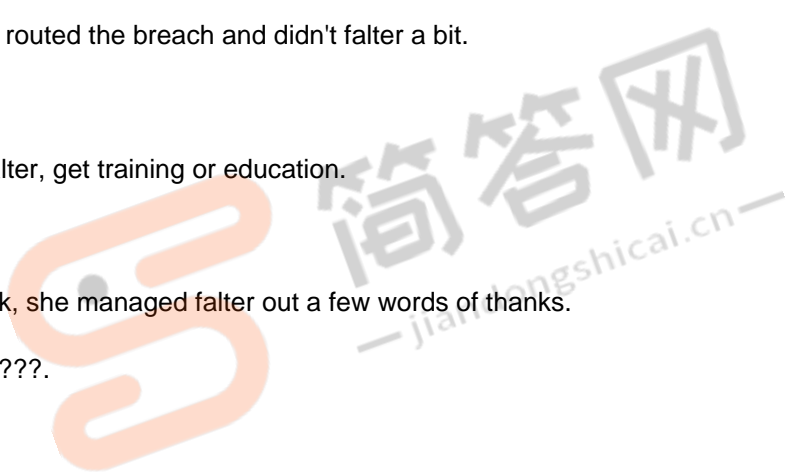 routed the breach and didn't falter a bit.
lter, get training or education.
k, she managed falter out a few words of thanks.
???.
简答网
jiandongshicai.cn